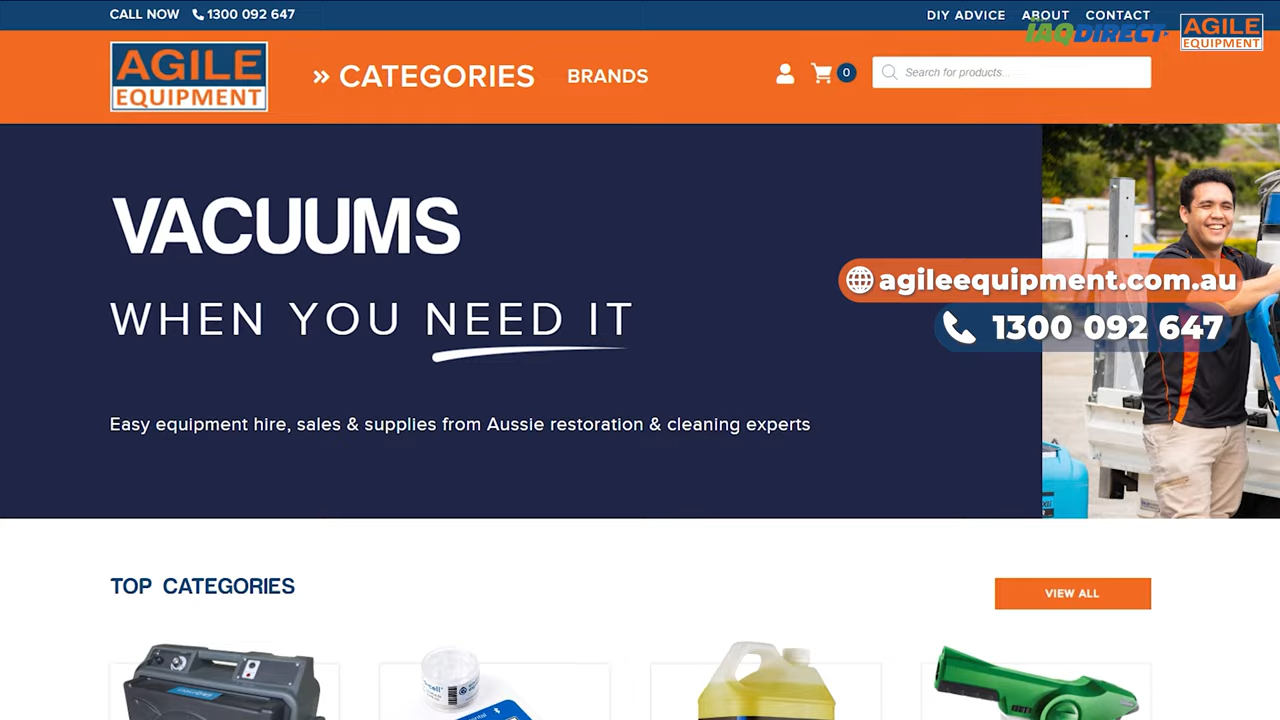 CALL NOW 1300 092 647
DIY ADVICE ABOUT CONTACT
IAQDIRECT
AGILE
EQUIPMENT
AGILE
EQUIPMENT
» CATEGORIES
BRANDS
0
Search for products...
VACUUMS
WHEN YOU NEED IT
agileequipment.com.au
1300 092 647
Easy equipment hire, sales & supplies from Aussie restoration & cleaning experts
TOP CATEGORIES
VIEW ALL